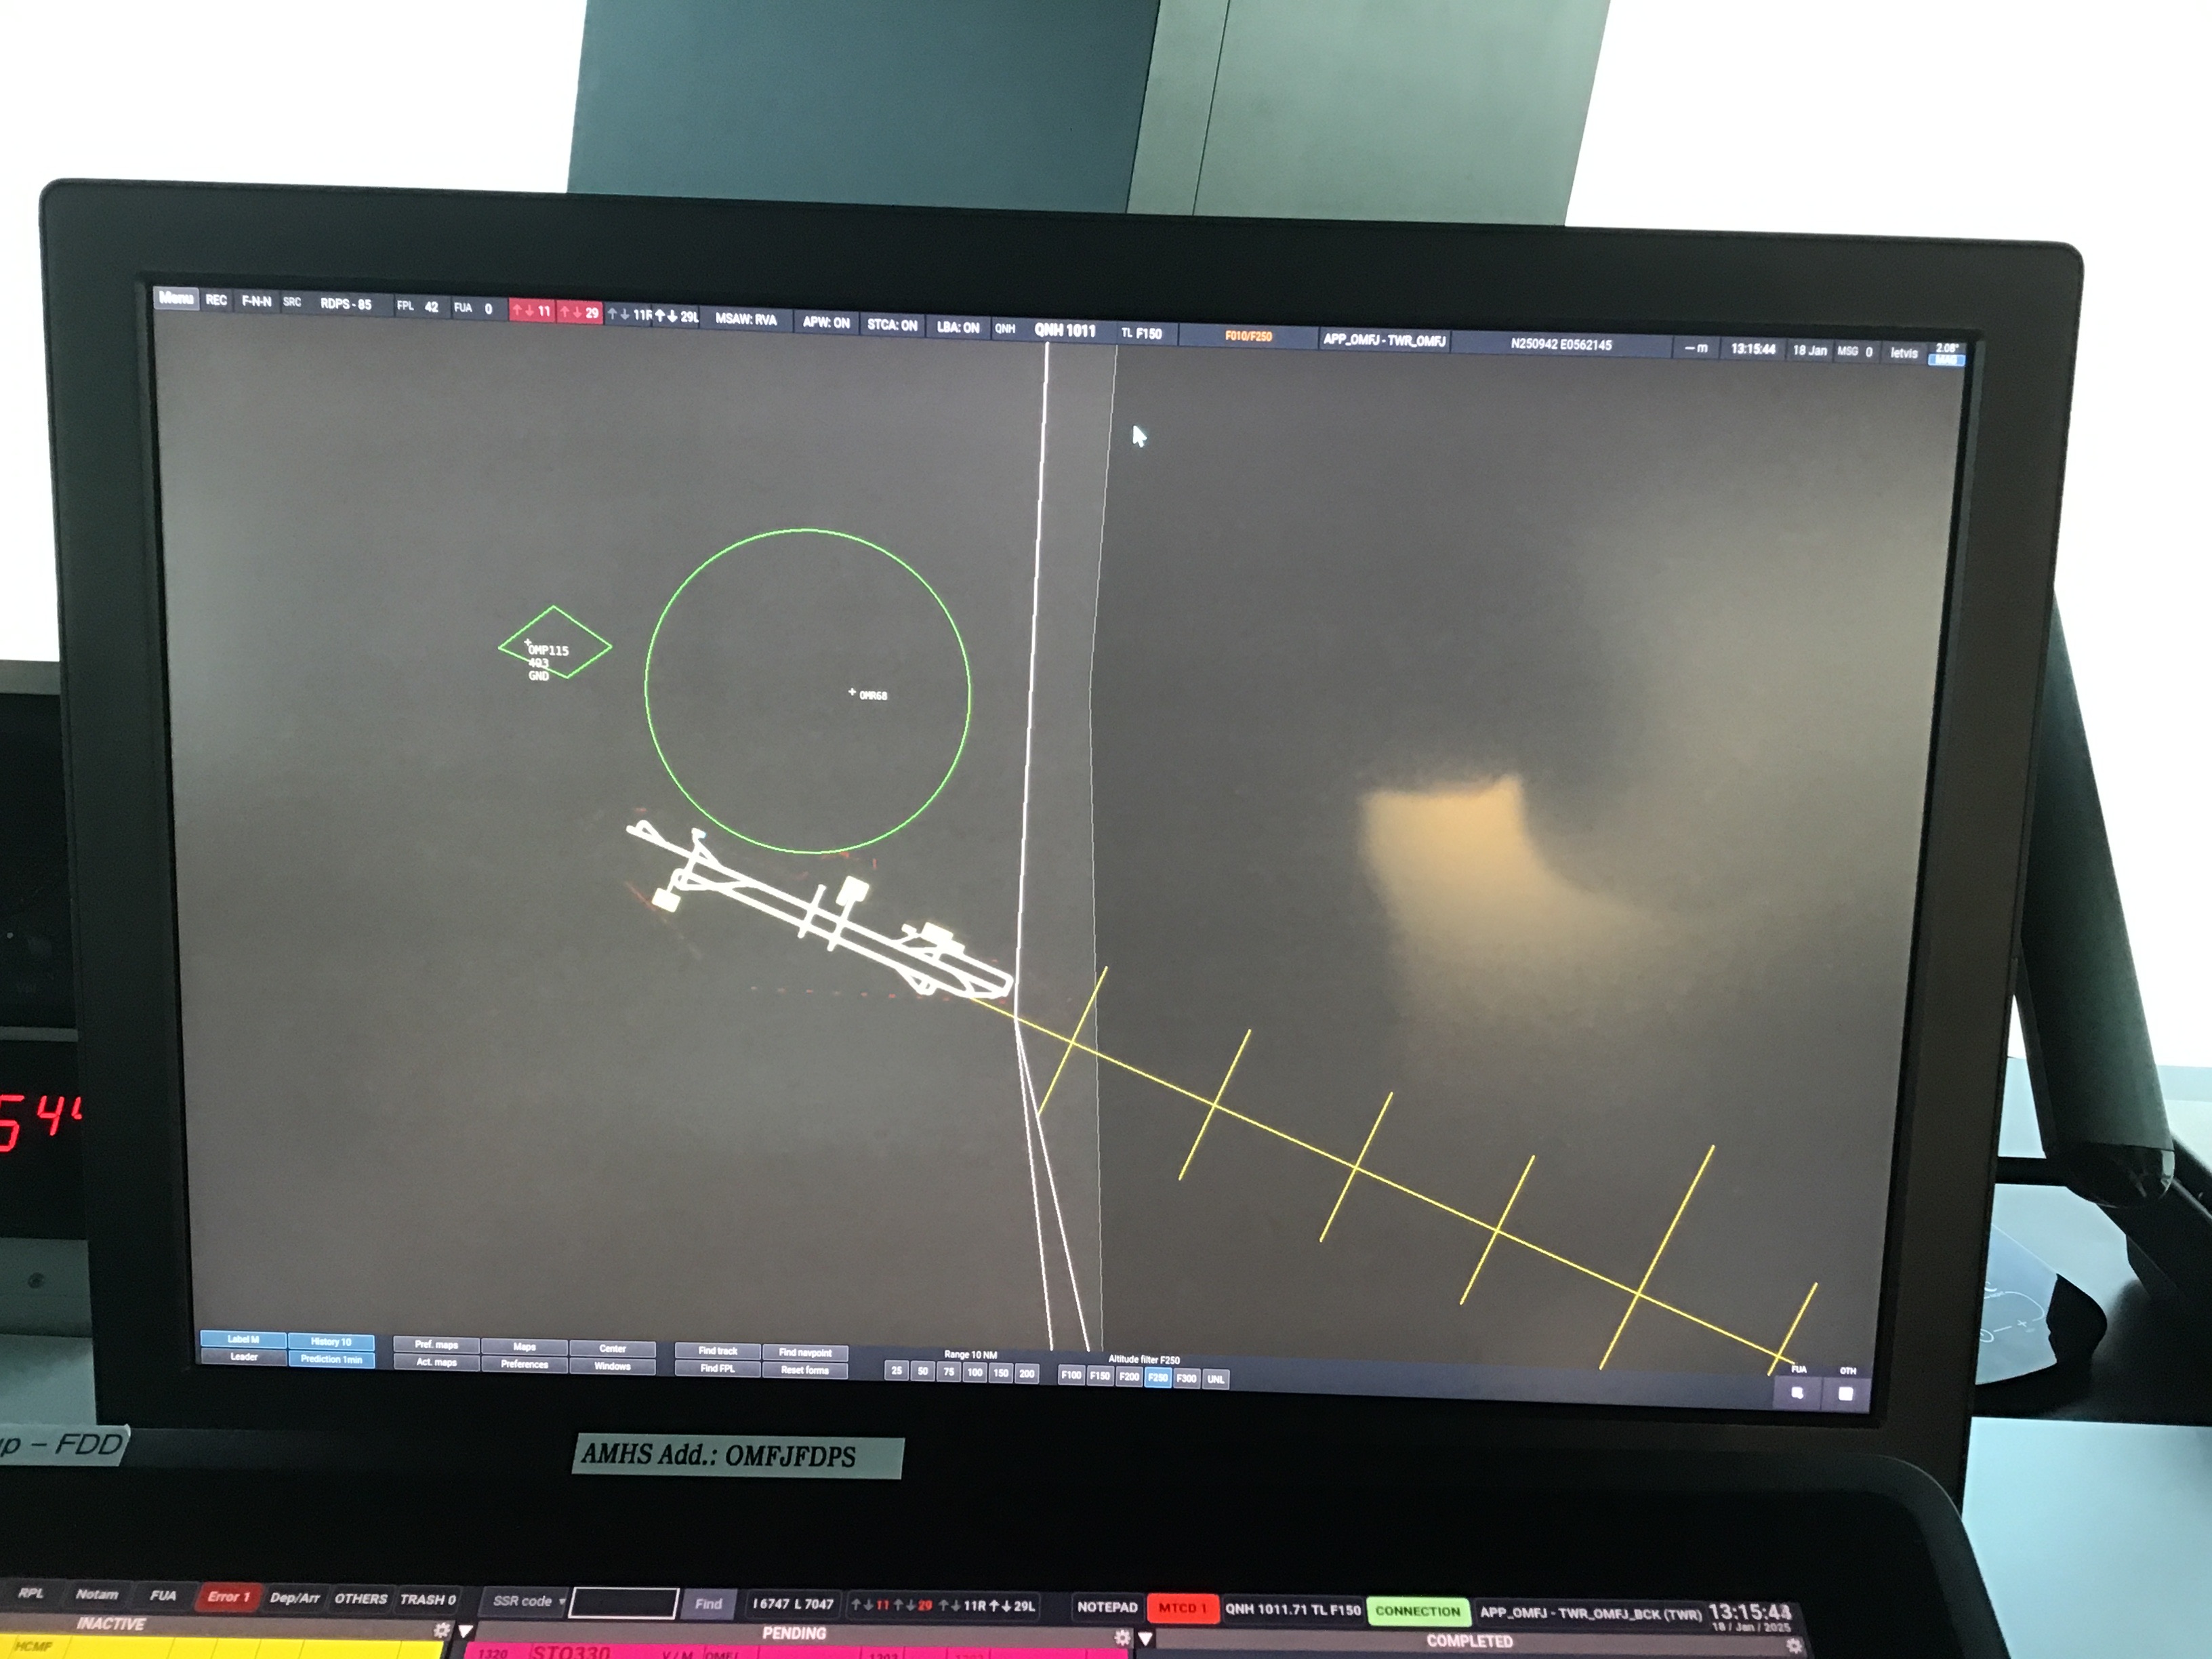 Menu REC F-N-N SRC RDPS - 85 FPL 42 FUA 0 ↑↓ 11 ↑↓ 29 ↑↓ 11R ↑↓ 29L MSAW: RVA APW: ON STCA: ON LBA: ON QNH QNH 1011 TL F150 F010/F250 APP_OMFJ - TWR_OMFJ N250942 E0562145 -- m 13:15:44 18 Jan MSG 0 letvis 2.08°
MAG
OMP115
403
GND
OMR68
544
Label M History 10
Leader Prediction 1min
Pref. maps Maps Center
Act. maps Preferences Windows
Find track Find navpoint
Find FPL Reset forms
Range 10 NM
25 50 75 100 150 200
Altitude filter F250
F100 F150 F200 F250 F300 UNL
FUA OTH
up – FDD
AMHS Add.: OMFJFDPS
RPL Notam FUA Error 1 Dep/Arr OTHERS TRASH 0 SSR code Find I 6747 L 7047 ↑↓ 11 ↑↓ 29 ↑↓ 11R ↑↓ 29L NOTEPAD MTCD 1 QNH 1011.71 TL F150 CONNECTION APP_OMFJ - TWR_OMFJ_BCK (TWR) 13:15:44
18 / Jan / 2025
INACTIVE PENDING COMPLETED
HCMF 1320 STQ330 V / M OMFJ